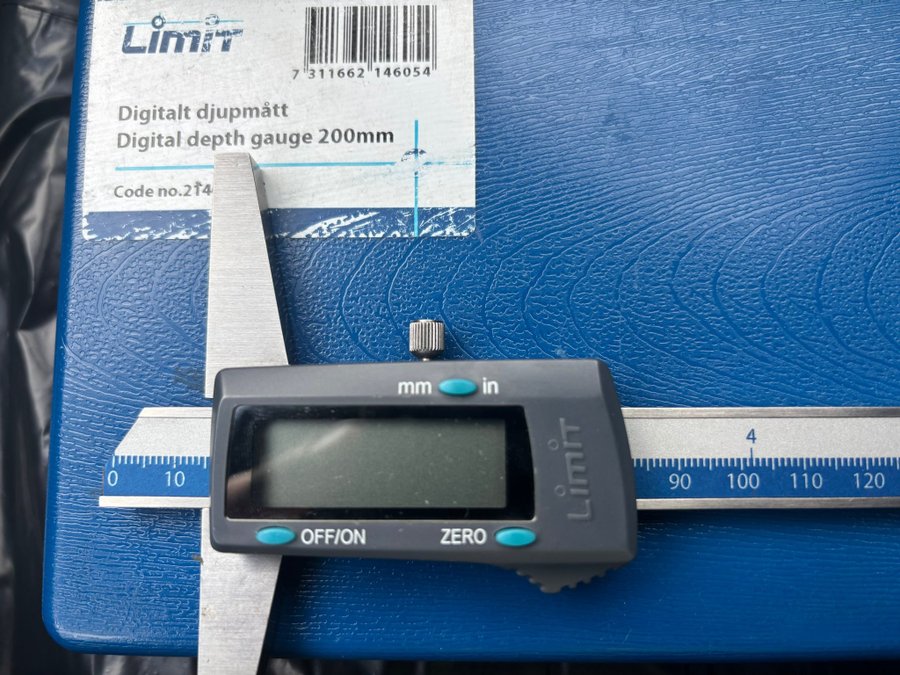 Limit
7 311662 146054
Digitalt djupmått
Digital depth gauge 200mm
Code no.214
mm in
Limit
OFF/ON ZERO
4
0 10 90 100 110 120